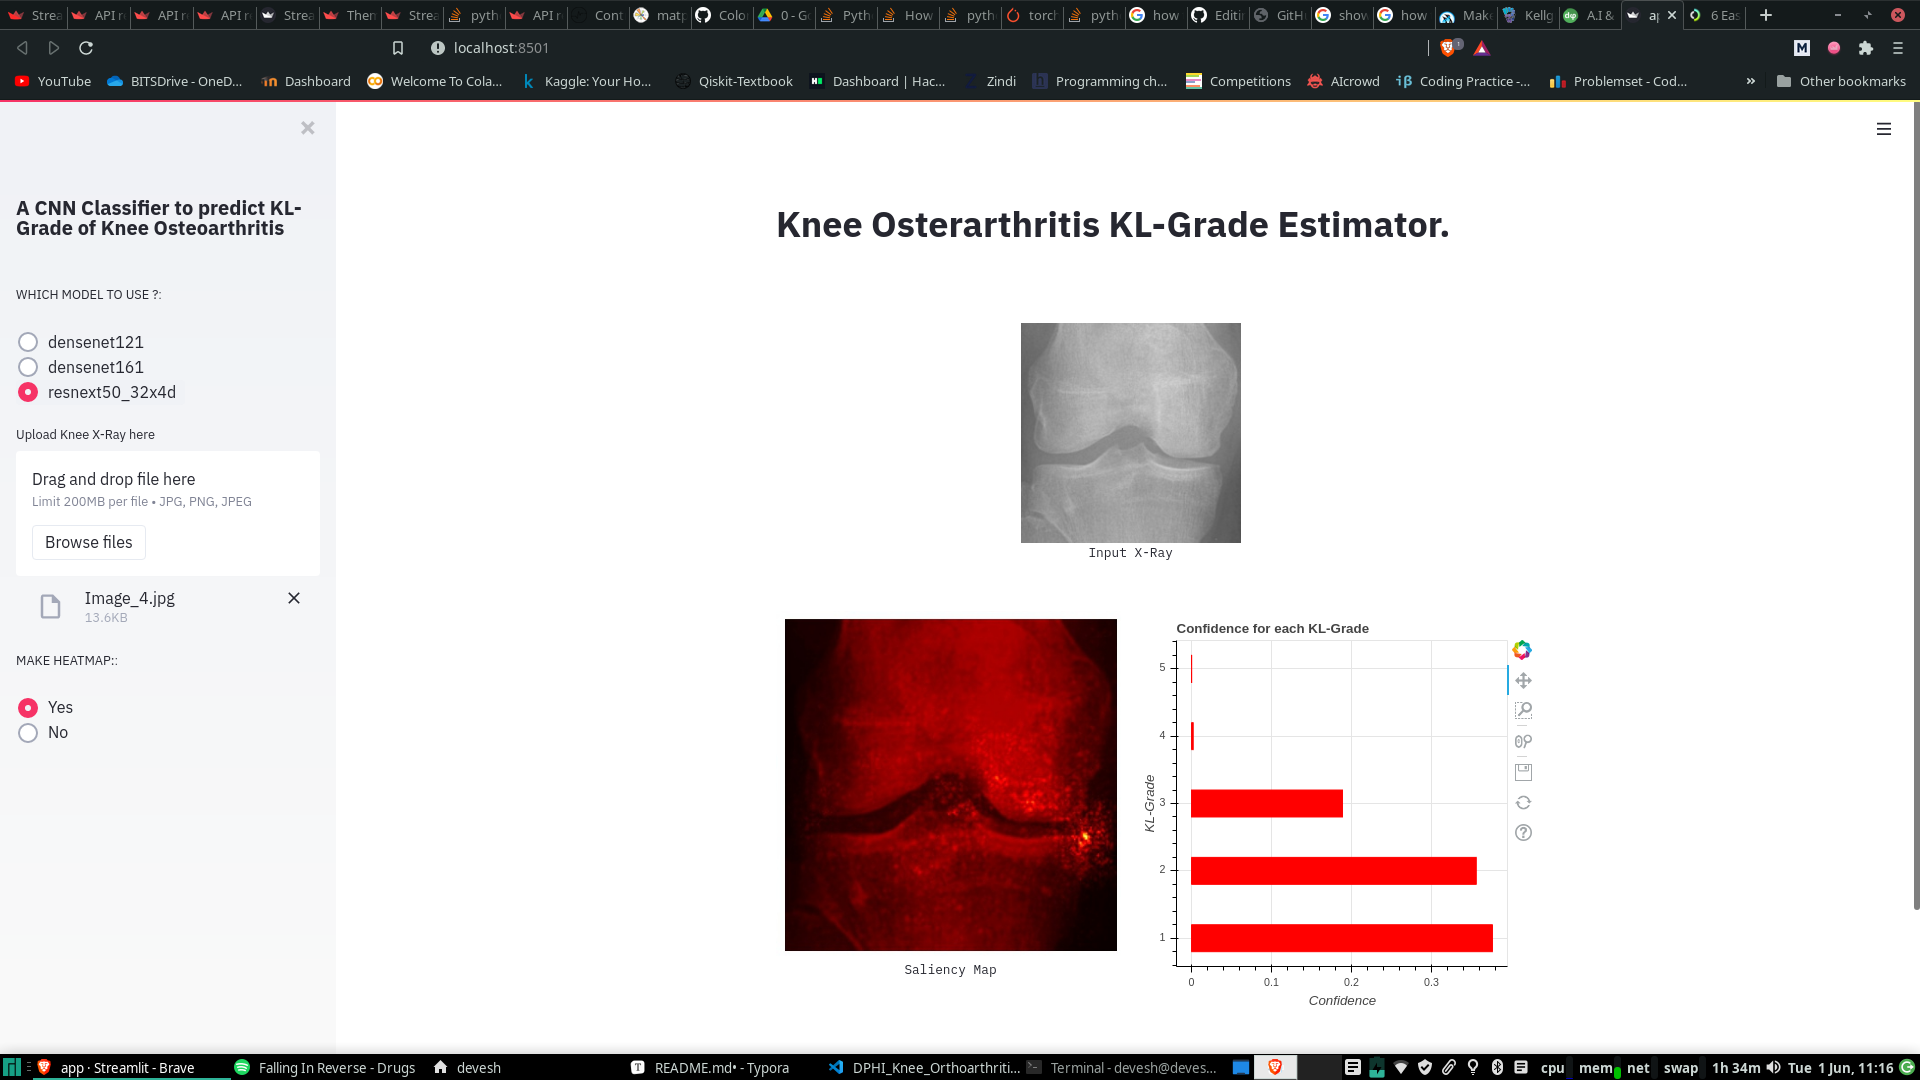 Strea
API r
API r
API r
Strea
Then
Strea
pyth
API r
Cont
matp
Colo
0 - G
Pyth
How
pyth
torch
pyth
how
Editi
GitH
shov
how
Make
Kellg
A.I &
ap
6 Eas
localhost:8501
YouTube
BITSDrive - OneD...
Dashboard
Welcome To Cola...
Kaggle: Your Ho...
Qiskit-Textbook
Dashboard | Hac...
Zindi
Programming ch...
Competitions
AIcrowd
Coding Practice -...
Problemset - Cod...
»
Other bookmarks
A CNN Classifier to predict KL-
Grade of Knee Osteoarthritis
WHICH MODEL TO USE ?:
densenet121
densenet161
resnext50_32x4d
Upload Knee X-Ray here
Drag and drop file here
Limit 200MB per file • JPG, PNG, JPEG
Browse files
Image_4.jpg
13.6KB
MAKE HEATMAP::
Yes
No
Knee Osterarthritis KL-Grade Estimator.
Input X-Ray
Saliency Map
Confidence for each KL-Grade
KL-Grade
5
4
3
2
1
0
0.1
0.2
0.3
Confidence
app · Streamlit - Brave
Falling In Reverse - Drugs
devesh
README.md• - Typora
DPHI_Knee_Orthoarthriti...
Terminal - devesh@deves...
cpu
mem
net
swap
1h 34m
Tue 1 Jun, 11:16